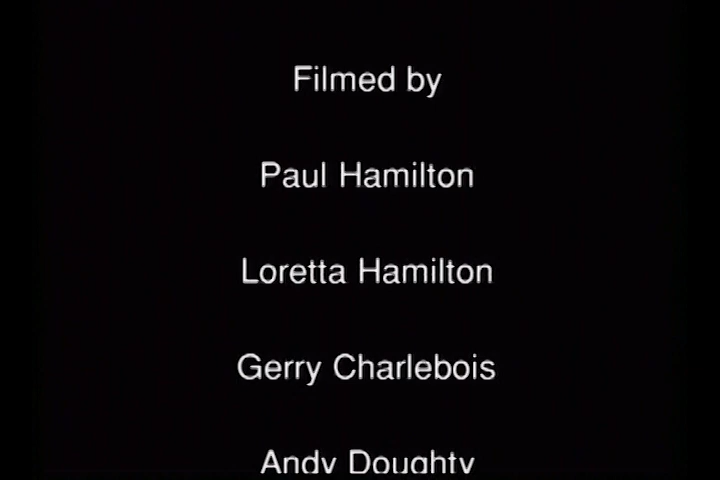 Filmed by
Paul Hamilton
Loretta Hamilton
Gerry Charlebois
Andy Doughty